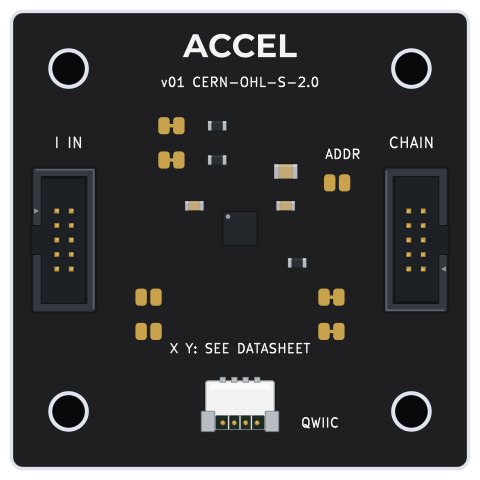 ACCEL
v01 CERN-OHL-S-2.0
I IN
CHAIN
ADDR
X Y: SEE DATASHEET
QWIIC